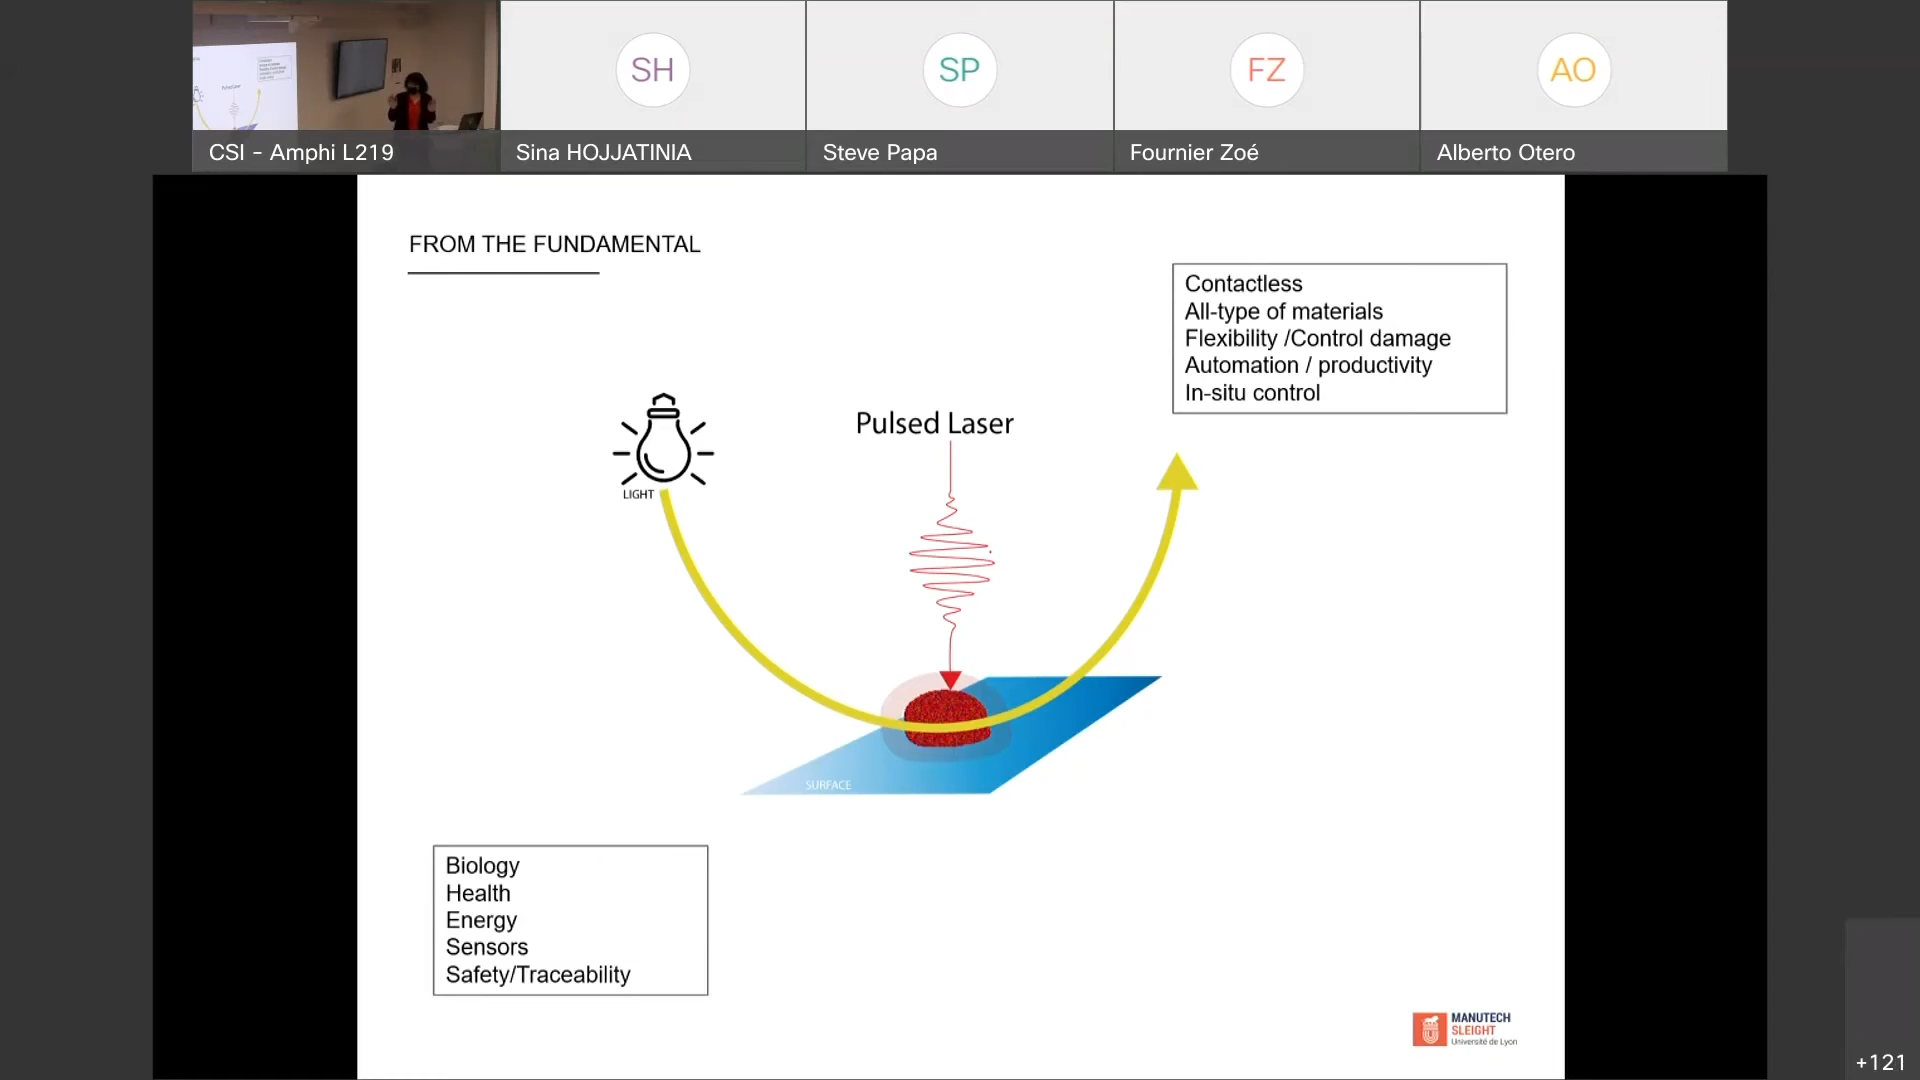 SH
SP
FZ
AO
CSI - Amphi L219
Sina HOJJATINIA
Steve Papa
Fournier Zoé
Alberto Otero
FROM THE FUNDAMENTAL
Contactless
All-type of materials
Flexibility /Control damage
Automation / productivity
In-situ control
Pulsed Laser
LIGHT
SURFACE
Biology
Health
Energy
Sensors
Safety/Traceability
MANUTECH
SLEIGHT
Université de Lyon
+121